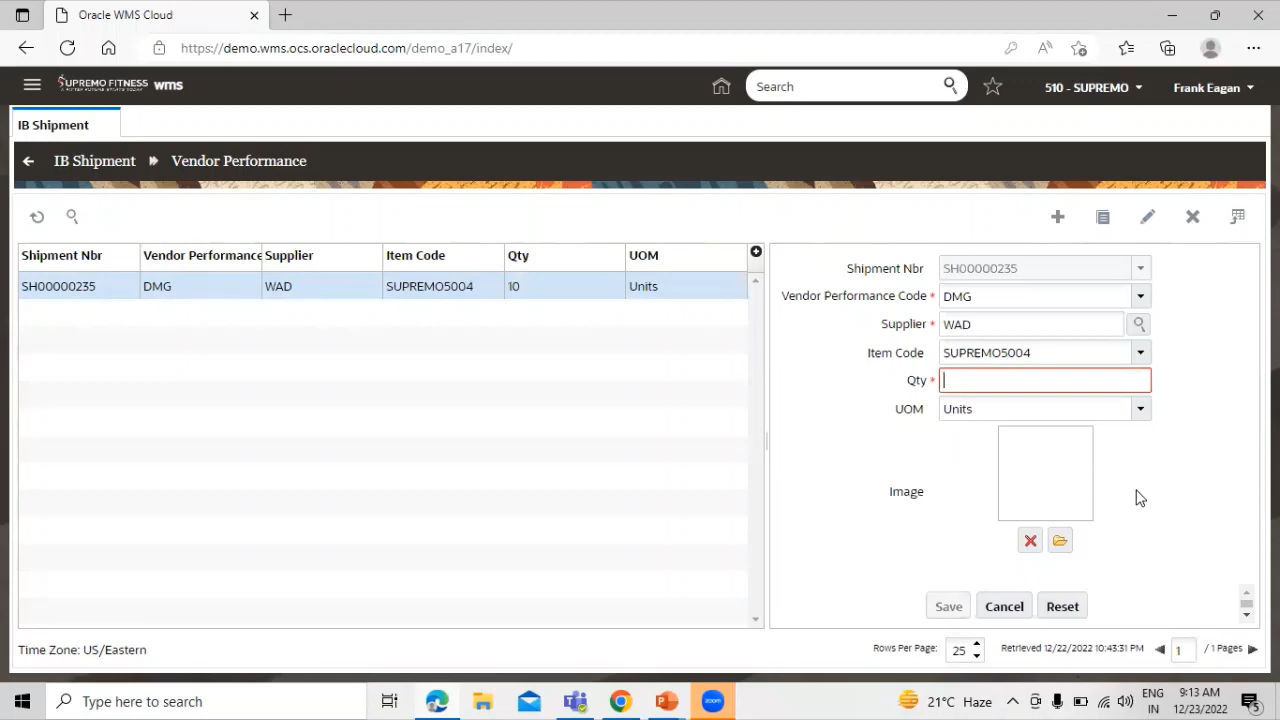 Oracle WMS Cloud
https://demo.wms.ocs.oraclecloud.com/demo_a17/index/
SUPREMO FITNESS wms
Search
510 - SUPREMO
Frank Eagan
IB Shipment
IB Shipment Vendor Performance
Shipment Nbr Vendor Performance Supplier Item Code Qty UOM
SH00000235 DMG WAD SUPREMO5004 10 Units
Shipment Nbr SH00000235
Vendor Performance Code * DMG
Supplier * WAD
Item Code SUPREMO5004
Qty *
UOM Units
Image
Save Cancel Reset
Time Zone: US/Eastern
Rows Per Page: 25 Retrieved 12/22/2022 10:43:31 PM 1 / 1 Pages
Type here to search
21°C Haze
ENG
IN
9:13 AM
12/23/2022
5